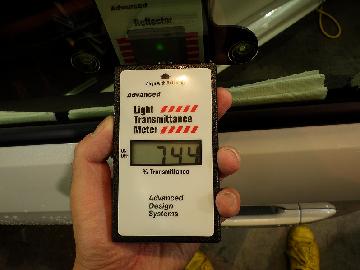 Advanced
Reflector
Advanced
Light
Transmittance
Meter
74.4
% Transmittance
Advanced
Design
Systems